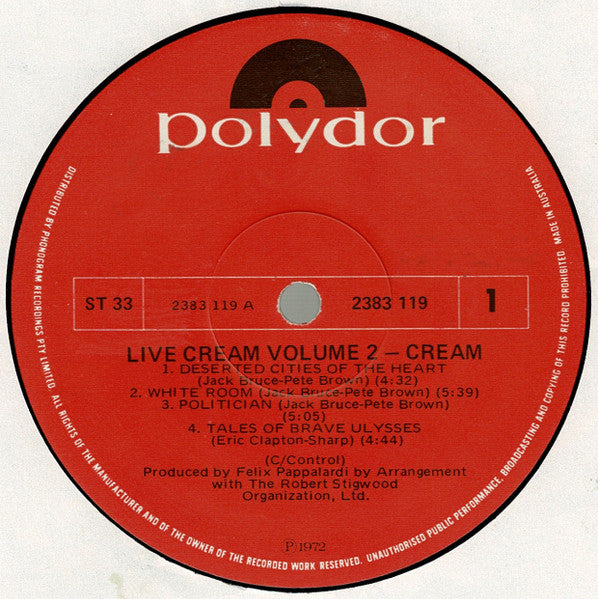 polydor
DISTRIBUTED BY PHONOGRAM RECORDINGS PTY LIMITED. ALL RIGHTS OF THE MANUFACTURER AND OF THE OWNER OF THE RECORDED WORK RESERVED. UNAUTHORISED PUBLIC PERFORMANCE, BROADCASTING AND COPYING OF THIS RECORD PROHIBITED. MADE IN AUSTRALIA
ST 33 2383 119 A 2383 119 1
LIVE CREAM VOLUME 2 – CREAM
1. DESERTED CITIES OF THE HEART
(Jack Bruce-Pete Brown) (4:32)
2. WHITE ROOM (Jack Bruce-Pete Brown) (5:39)
3. POLITICIAN (Jack Bruce-Pete Brown)
(5:05)
4. TALES OF BRAVE ULYSSES
(Eric Clapton-Sharp) (4:44)
(C/Control)
Produced by Felix Pappalardi by Arrangement
with The Robert Stigwood
Organization, Ltd.
(P)1972